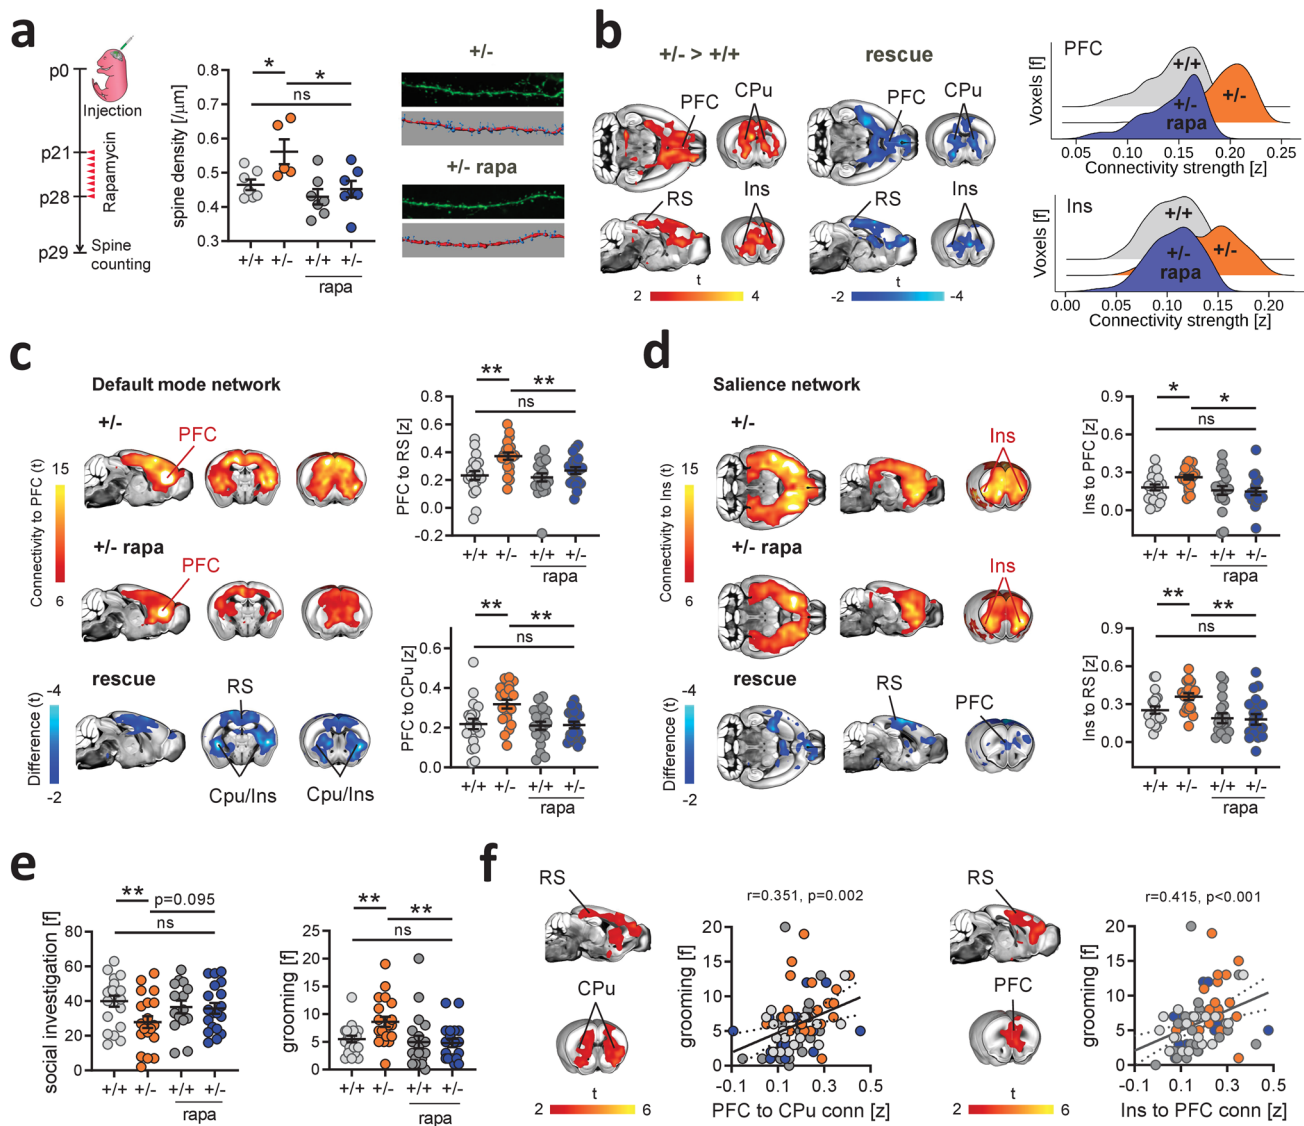 a
p0
Injection
p21
Rapamycin
p28
p29
Spine
counting
spine density [/µm]
0.8
0.7
0.6
0.5
0.4
0.3
*
*
ns
+/+
+/-
+/+
+/-
rapa
+/-
+/- rapa
b
+/- > +/+
rescue
PFC
CPu
PFC
CPu
RS
Ins
RS
Ins
t
2
4
t
-2
-4
Voxels [f]
PFC
+/+
+/-
+/-
rapa
0.05
0.10
0.15
0.20
0.25
Connectivity strength [z]
Voxels [f]
Ins
+/+
+/-
+/-
rapa
0.00
0.05
0.10
0.15
0.20
Connectivity strength [z]
c
Default mode network
+/-
PFC
Connectivity to PFC (t)
15
6
+/- rapa
PFC
rescue
Difference (t)
-4
-2
RS
Cpu/Ins
Cpu/Ins
PFC to RS [z]
0.8
0.6
0.4
0.2
0.0
-0.2
**
**
ns
+/+
+/-
+/+
+/-
rapa
PFC to CPu [z]
0.6
0.4
0.2
0.0
**
**
ns
+/+
+/-
+/+
+/-
rapa
d
Salience network
+/-
Ins
Connectivity to Ins (t)
15
6
+/- rapa
Ins
rescue
Difference (t)
-4
-2
RS
PFC
Ins to PFC [z]
0.9
0.6
0.3
0.0
*
*
ns
+/+
+/-
+/+
+/-
rapa
Ins to RS [z]
0.9
0.6
0.3
0.0
**
**
ns
+/+
+/-
+/+
+/-
rapa
e
social investigation [f]
80
60
40
20
0
**
p=0.095
ns
+/+
+/-
+/+
+/-
rapa
grooming [f]
25
20
15
10
5
0
**
**
ns
+/+
+/-
+/+
+/-
rapa
f
RS
CPu
t
2
6
r=0.351, p=0.002
grooming [f]
20
15
10
5
0
-0.1
0.1
0.3
0.5
PFC to CPu conn [z]
RS
PFC
t
2
6
r=0.415, p<0.001
grooming [f]
20
15
10
5
0
-0.1
0.1
0.3
0.5
Ins to PFC conn [z]